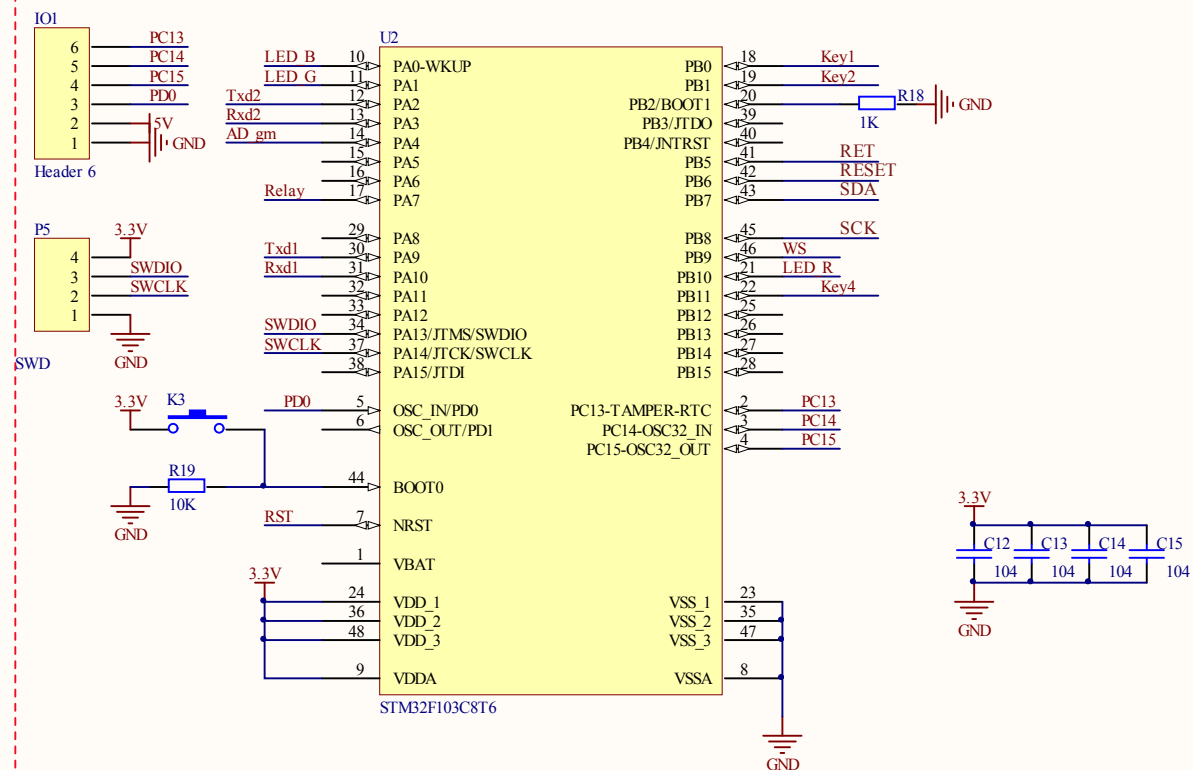 IO1
6 PC13
5 PC14
4 PC15
3 PD0
2 5V
1 GND
Header 6
P5
3.3V
4
3 SWDIO
2 SWCLK
1
GND
SWD
3.3V
K3
R19
10K
GND
U2
LED_B 10 PA0-WKUP
LED_G 11 PA1
Txd2 12 PA2
Rxd2 13 PA3
AD_gm 14 PA4
15 PA5
16 PA6
Relay 17 PA7
29 PA8
Txd1 30 PA9
Rxd1 31 PA10
32 PA11
33 PA12
SWDIO 34 PA13/JTMS/SWDIO
SWCLK 37 PA14/JTCK/SWCLK
38 PA15/JTDI
PD0 5 OSC_IN/PD0
6 OSC_OUT/PD1
44 BOOT0
RST 7 NRST
1 VBAT
3.3V
24 VDD_1
36 VDD_2
48 VDD_3
9 VDDA
PB0 18 Key1
PB1 19 Key2
PB2/BOOT1 20 R18 GND
1K
PB3/JTDO 39
PB4/JNTRST 40
PB5 41 RET
PB6 42 RESET
PB7 43 SDA
PB8 45 SCK
PB9 46 WS
PB10 21 LED_R
PB11 22 Key4
PB12 25
PB13 26
PB14 27
PB15 28
PC13-TAMPER-RTC 2 PC13
PC14-OSC32_IN 3 PC14
PC15-OSC32_OUT 4 PC15
VSS_1 23
VSS_2 35
VSS_3 47
VSSA 8
GND
STM32F103C8T6
3.3V
C12 C13 C14 C15
104 104 104 104
GND